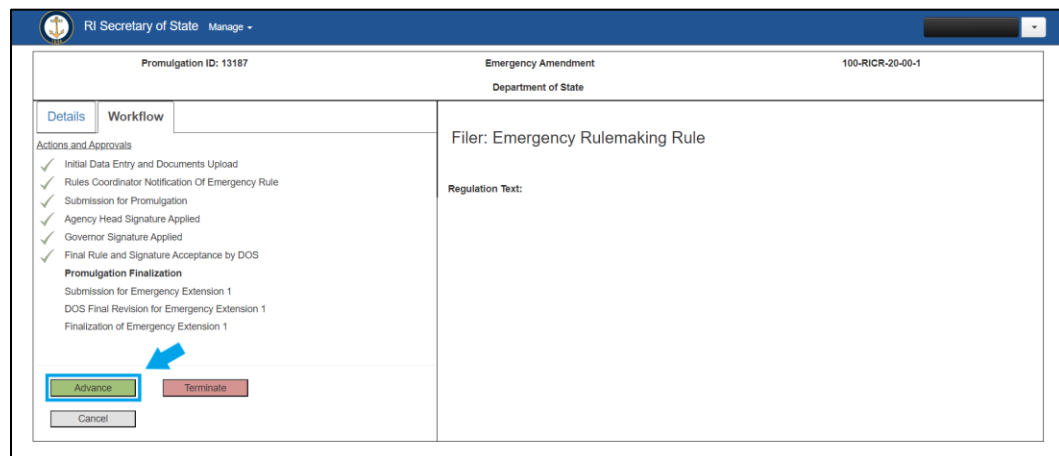 RI Secretary of State Manage
Promulgation ID: 13187 Emergency Amendment 100-RICR-20-00-1
Department of State
Details Workflow
Actions and Approvals
Initial Data Entry and Documents Upload
Rules Coordinator Notification Of Emergency Rule
Submission for Promulgation
Agency Head Signature Applied
Governor Signature Applied
Final Rule and Signature Acceptance by DOS
Promulgation Finalization
Submission for Emergency Extension 1
DOS Final Revision for Emergency Extension 1
Finalization of Emergency Extension 1
Advance Terminate
Cancel
Filer: Emergency Rulemaking Rule
Regulation Text: